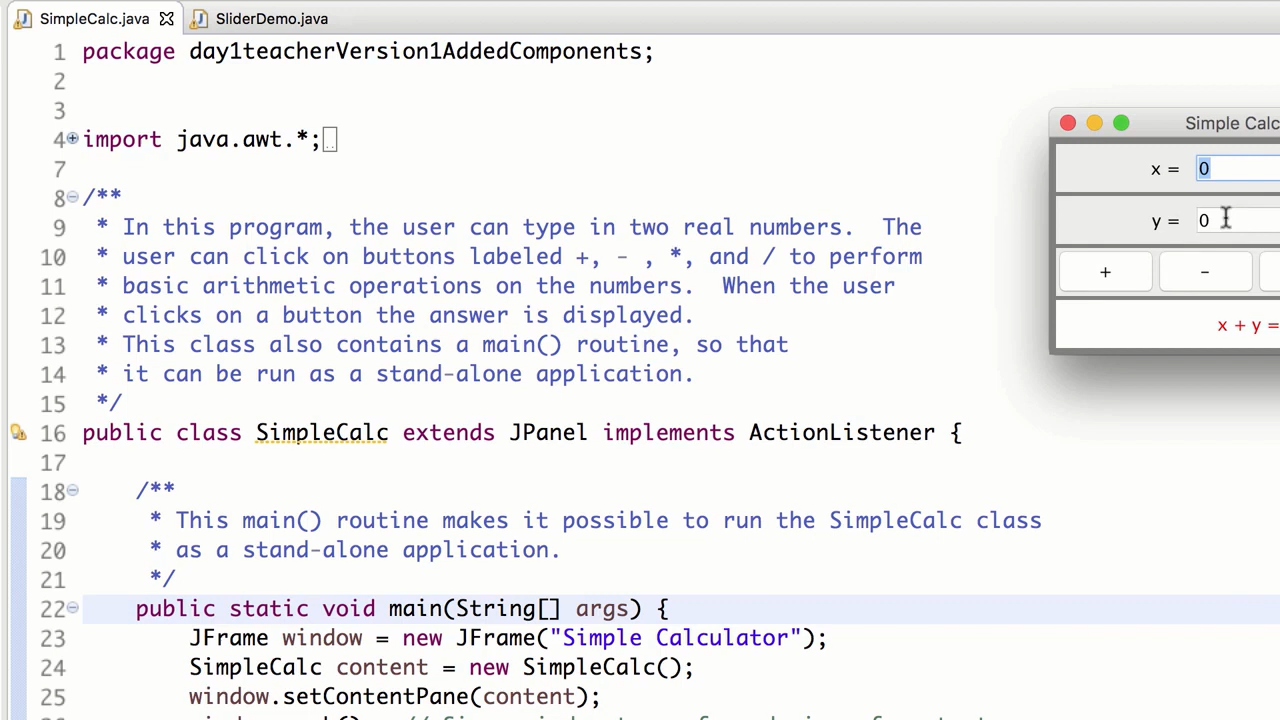 SimpleCalc.java SliderDemo.java
1 package day1teacherVersion1AddedComponents;
2
3
4 import java.awt.*;
7
8 /**
9 * In this program, the user can type in two real numbers. The
10 * user can click on buttons labeled +, - , *, and / to perform
11 * basic arithmetic operations on the numbers. When the user
12 * clicks on a button the answer is displayed.
13 * This class also contains a main() routine, so that
14 * it can be run as a stand-alone application.
15 */
16 public class SimpleCalc extends JPanel implements ActionListener {
17
18 /**
19 * This main() routine makes it possible to run the SimpleCalc class
20 * as a stand-alone application.
21 */
22 public static void main(String[] args) {
23 JFrame window = new JFrame("Simple Calculator");
24 SimpleCalc content = new SimpleCalc();
25 window.setContentPane(content);
Simple Calc
x = 0
y = 0
+ -
x + y =